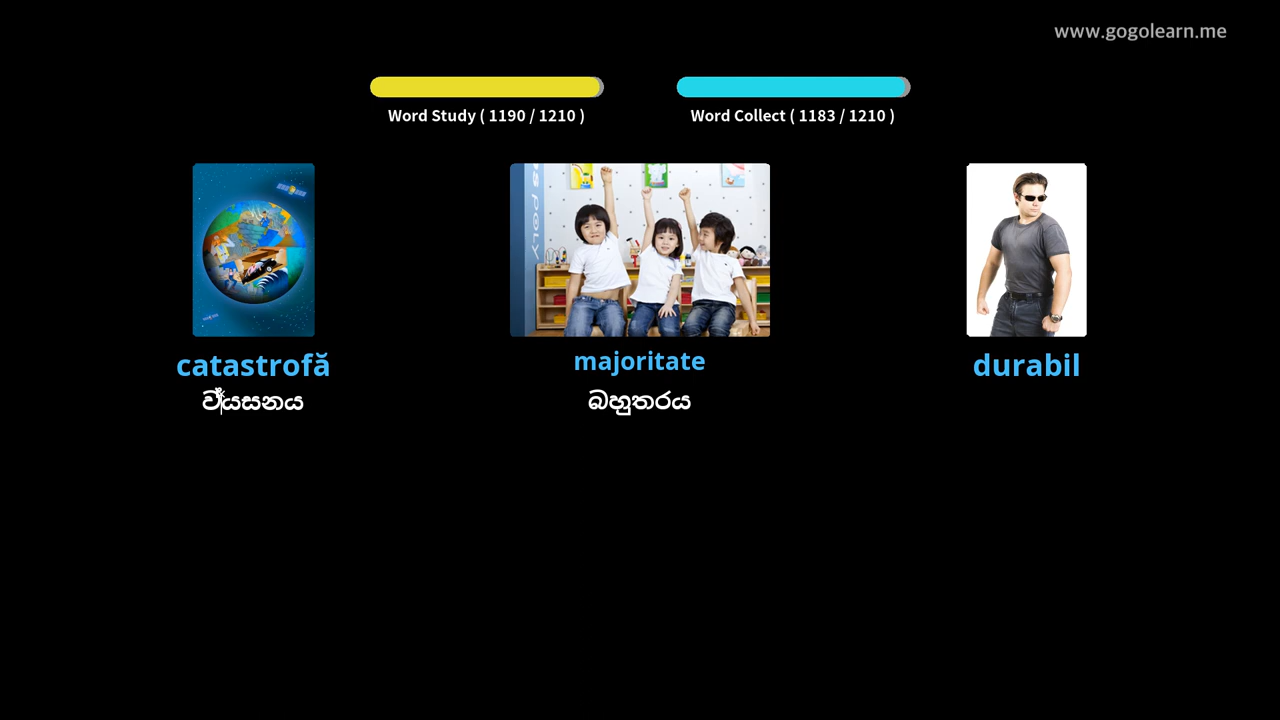 www.gogolearn.me
Word Study ( 1190 / 1210 )
Word Collect ( 1183 / 1210 )
catastrofă
ව්‍යසනය
majoritate
බහුතරය
durabil